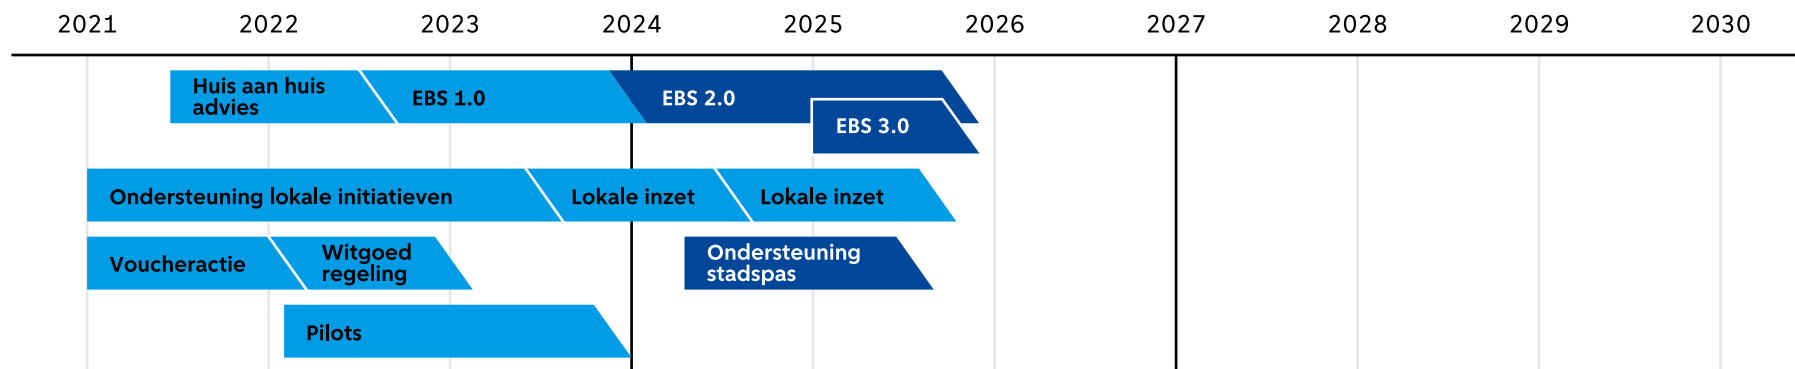 2021 2022 2023 2024 2025 2026 2027 2028 2029 2030
Huis aan huis
advies
EBS 1.0
EBS 2.0
EBS 3.0
Ondersteuning lokale initiatieven
Lokale inzet
Lokale inzet
Voucheractie
Witgoed
regeling
Ondersteuning
stadspas
Pilots